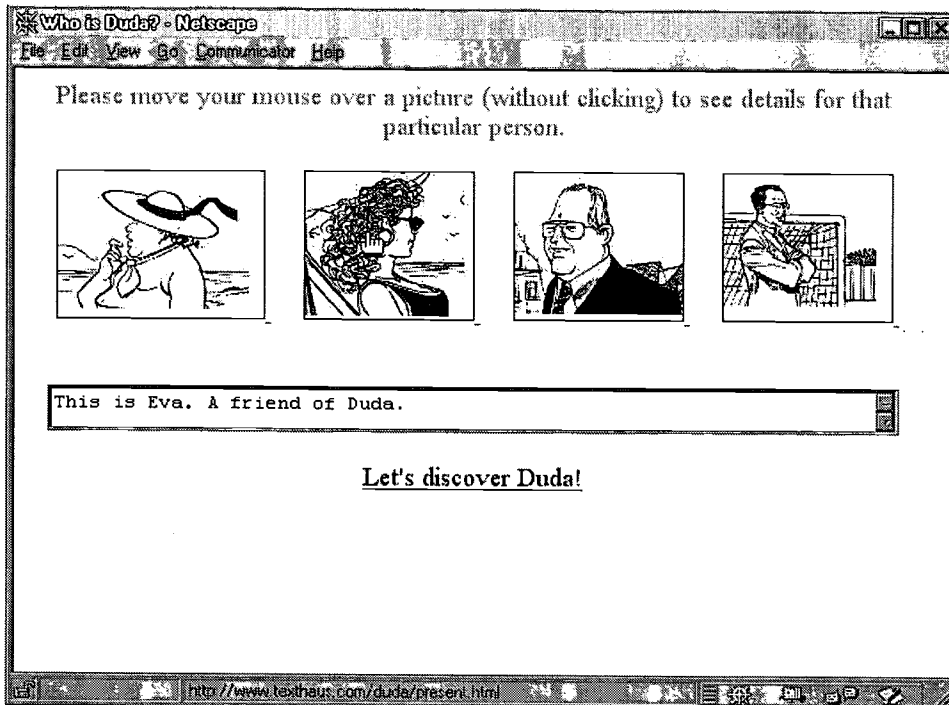 Who is Duda? - Netscape
File Edit View Go Communicator Help
Please move your mouse over a picture (without clicking) to see details for that
particular person.
This is Eva. A friend of Duda.
Let's discover Duda!
http://www.texthaus.com/duda/present.html